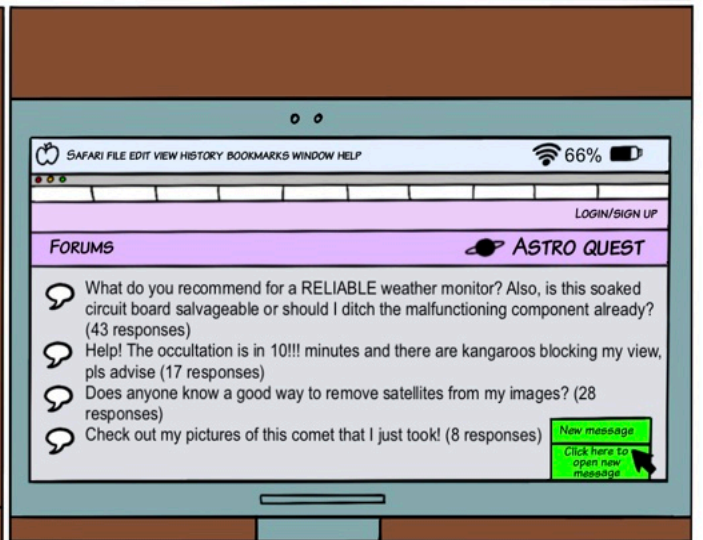 SAFARI FILE EDIT VIEW HISTORY BOOKMARKS WINDOW HELP 66%
LOGIN/SIGN UP
FORUMS ASTRO QUEST
What do you recommend for a RELIABLE weather monitor? Also, is this soaked
circuit board salvageable or should I ditch the malfunctioning component already?
(43 responses)
Help! The occultation is in 10!!! minutes and there are kangaroos blocking my view,
pls advise (17 responses)
Does anyone know a good way to remove satellites from my images? (28
responses)
Check out my pictures of this comet that I just took! (8 responses)
New message
Click here to
open new
message